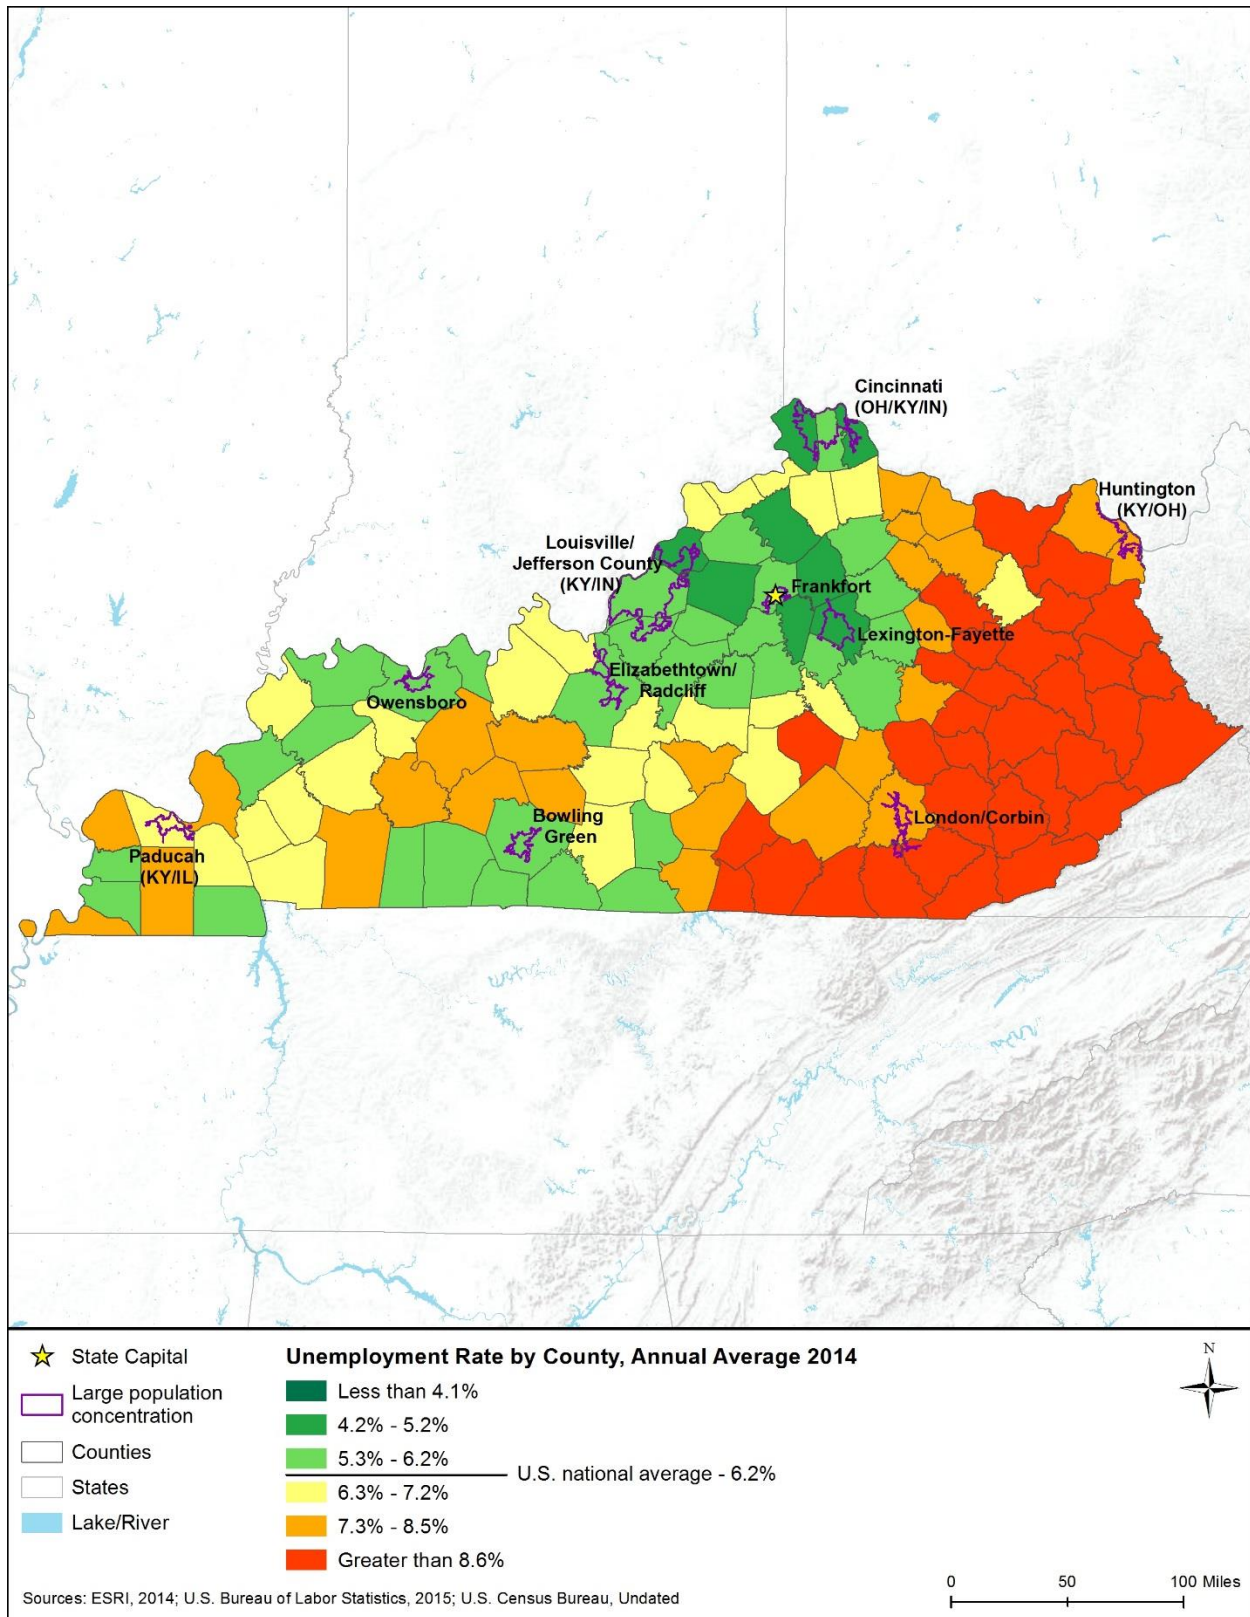 Cincinnati
(OH/KY/IN)
Huntington
(KY/OH)
Louisville/
Jefferson County
(KY/IN)
Frankfort
Lexington-Fayette
Elizabethtown/
Radcliff
Owensboro
Bowling
Green
London/Corbin
Paducah
(KY/IL)
State Capital
Large population
concentration
Counties
States
Lake/River
Unemployment Rate by County, Annual Average 2014
Less than 4.1%
4.2% - 5.2%
5.3% - 6.2%
U.S. national average - 6.2%
6.3% - 7.2%
7.3% - 8.5%
Greater than 8.6%
N
0 50 100 Miles
Sources: ESRI, 2014; U.S. Bureau of Labor Statistics, 2015; U.S. Census Bureau, Undated